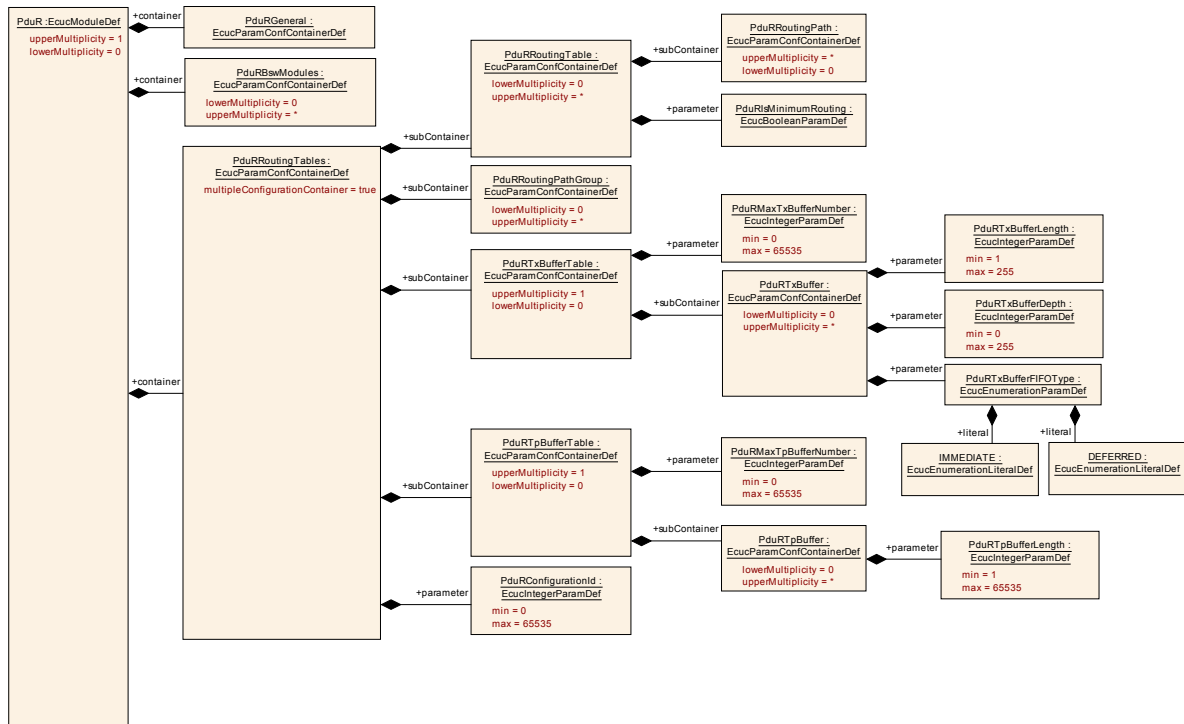 PduR :EcucModuleDef
upperMultiplicity = 1
lowerMultiplicity = 0
+container
PduRGeneral :
EcucParamConfContainerDef
+container
PduRBswModules :
EcucParamConfContainerDef
lowerMultiplicity = 0
upperMultiplicity = *
+container
PduRRoutingTables :
EcucParamConfContainerDef
multipleConfigurationContainer = true
+subContainer
PduRRoutingTable :
EcucParamConfContainerDef
lowerMultiplicity = 0
upperMultiplicity = *
+subContainer
PduRRoutingPath :
EcucParamConfContainerDef
upperMultiplicity = *
lowerMultiplicity = 0
+parameter
PduRIsMinimumRouting :
EcucBooleanParamDef
+subContainer
PduRRoutingPathGroup :
EcucParamConfContainerDef
lowerMultiplicity = 0
upperMultiplicity = *
+subContainer
PduRTxBufferTable :
EcucParamConfContainerDef
upperMultiplicity = 1
lowerMultiplicity = 0
+parameter
PduRMaxTxBufferNumber :
EcucIntegerParamDef
min = 0
max = 65535
+subContainer
PduRTxBuffer :
EcucParamConfContainerDef
lowerMultiplicity = 0
upperMultiplicity = *
+parameter
PduRTxBufferLength :
EcucIntegerParamDef
min = 1
max = 255
+parameter
PduRTxBufferDepth :
EcucIntegerParamDef
min = 0
max = 255
+parameter
PduRTxBufferFIFOType :
EcucEnumerationParamDef
+literal
+literal
IMMEDIATE :
EcucEnumerationLiteralDef
DEFERRED :
EcucEnumerationLiteralDef
+subContainer
PduRTpBufferTable :
EcucParamConfContainerDef
upperMultiplicity = 1
lowerMultiplicity = 0
+parameter
PduRMaxTpBufferNumber :
EcucIntegerParamDef
min = 0
max = 65535
+subContainer
PduRTpBuffer :
EcucParamConfContainerDef
lowerMultiplicity = 0
upperMultiplicity = *
+parameter
PduRTpBufferLength :
EcucIntegerParamDef
min = 1
max = 65535
+parameter
PduRConfigurationId :
EcucIntegerParamDef
min = 0
max = 65535